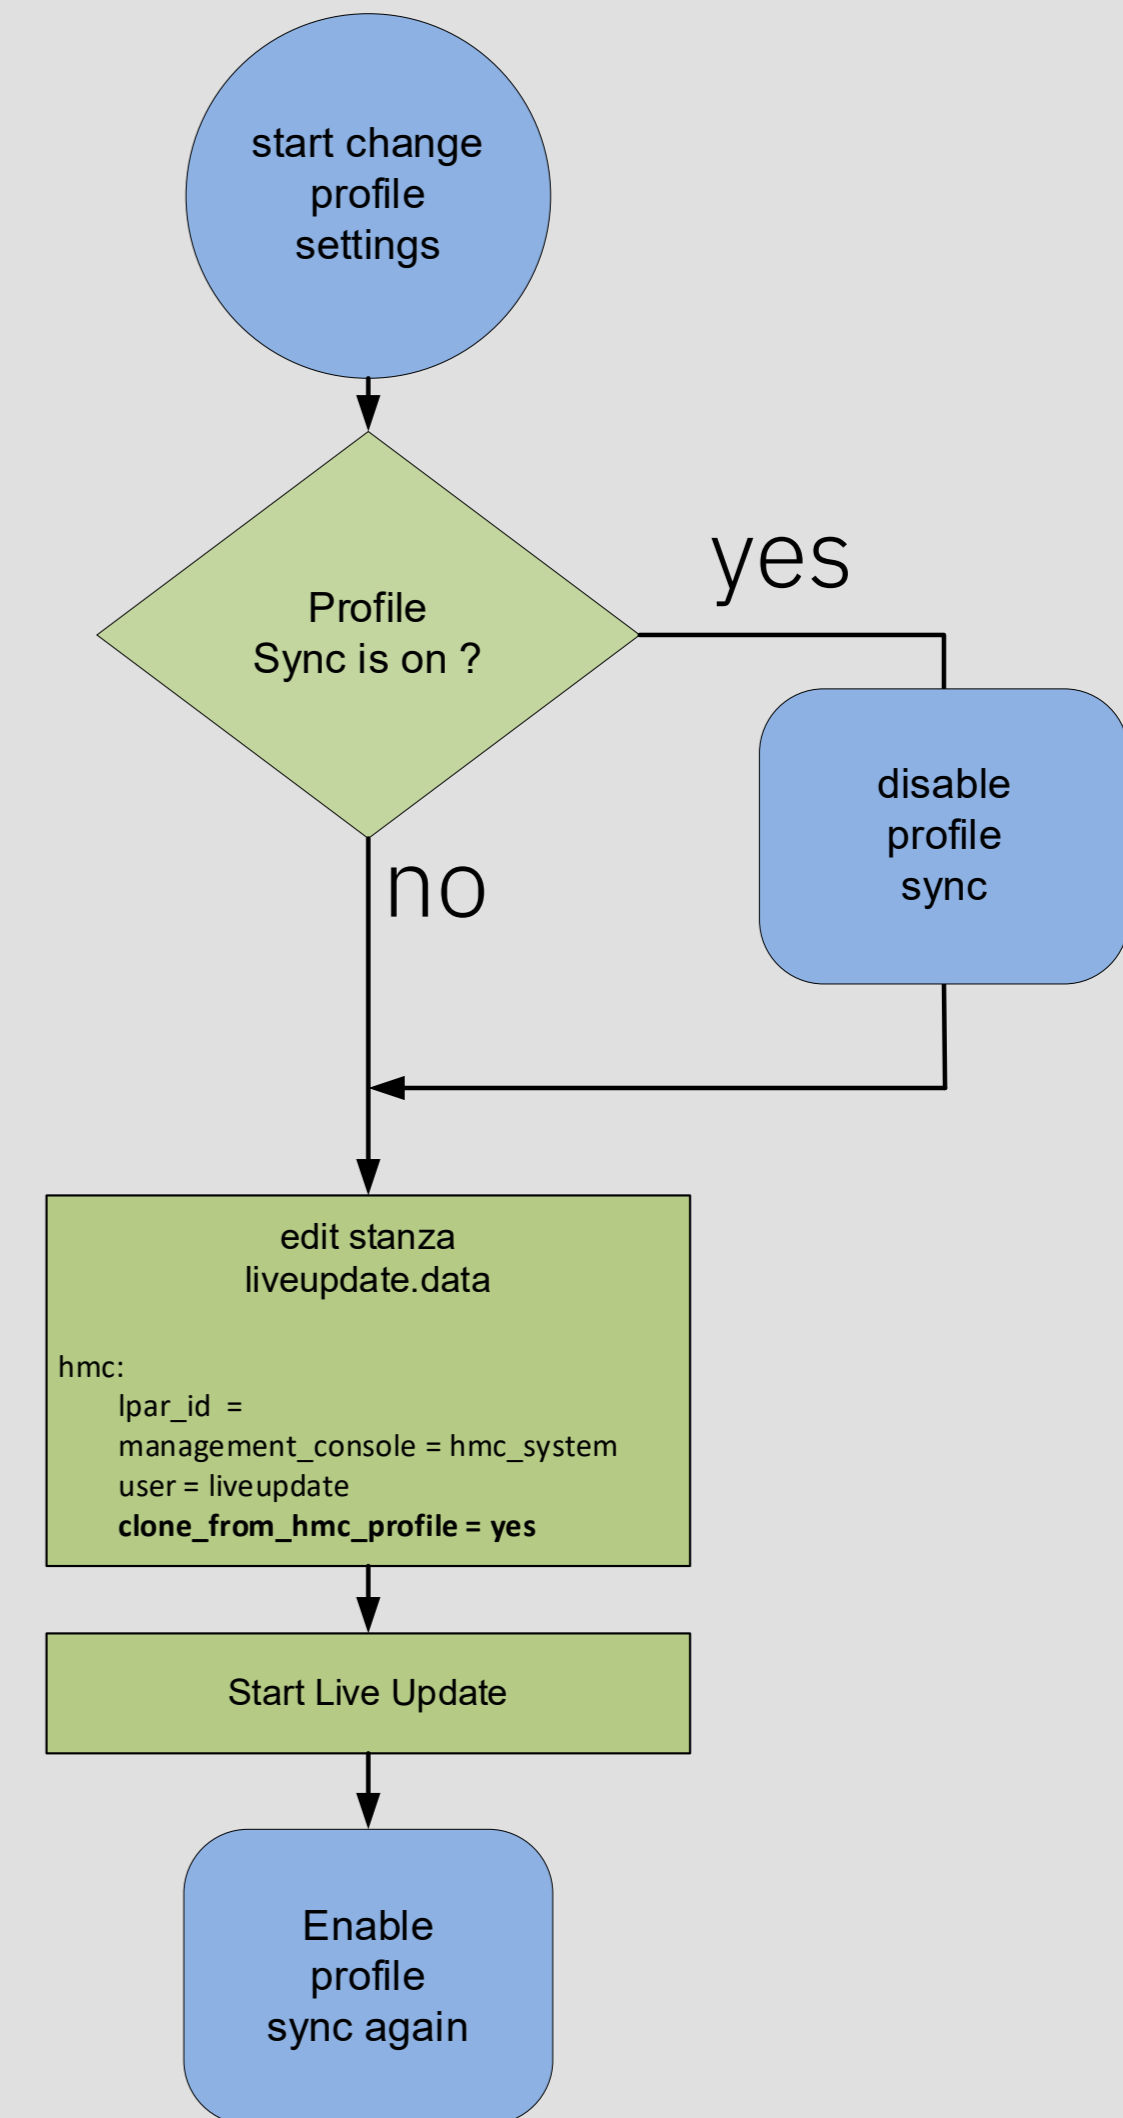 start change
profile
settings
Profile
Sync is on ?
yes
disable
profile
sync
no
edit stanza
liveupdate.data
hmc:
lpar_id =
management_console = hmc_system
user = liveupdate
clone_from_hmc_profile = yes
Start Live Update
Enable
profile
sync again